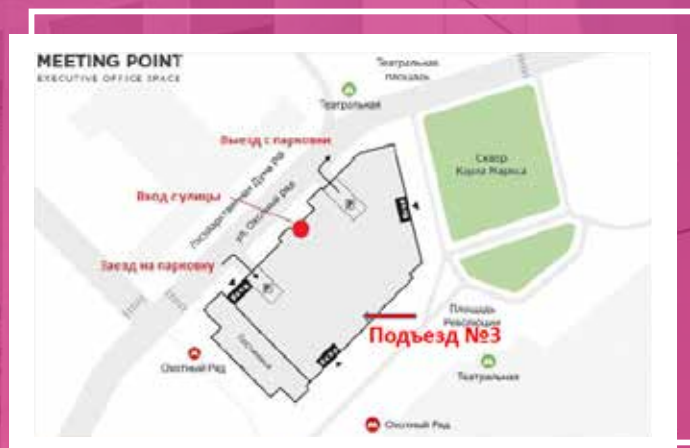 MEETING POINT
EXECUTIVE OFFICE SPACE
Театральная
площадь
Театральная
Выезд с парковки
Государственная Дума РФ
Сквер
Карла Маркса
Вход с улицы
ул. Охотный Ряд
Заезд на парковку
Площадь
Революции
Подъезд №3
Гостиница
Охотный Ряд
Театральная
Охотный Ряд